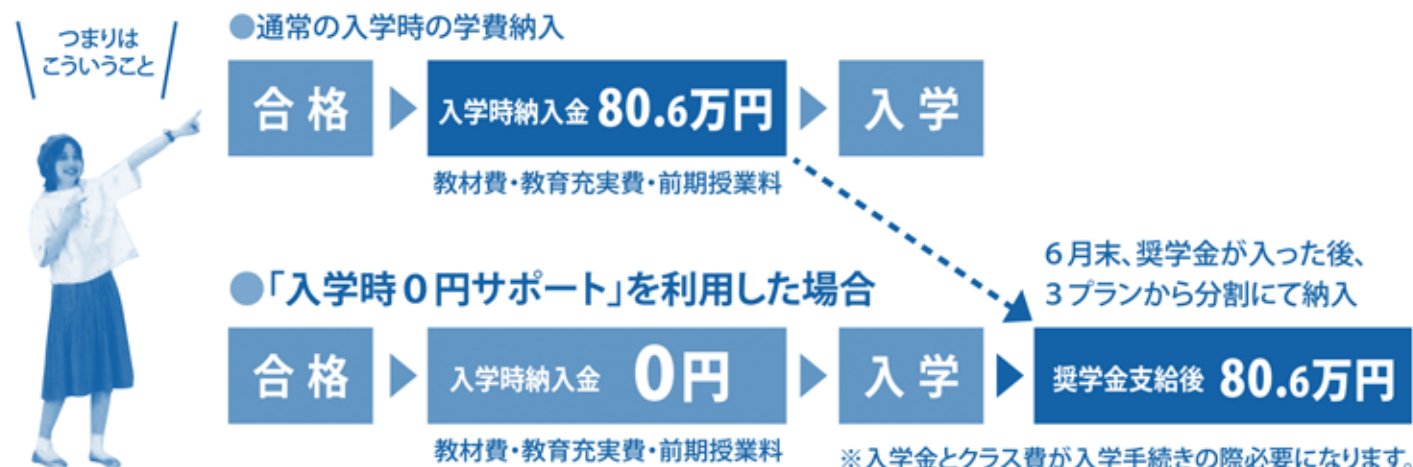 つまりは
こういうこと
●通常の入学時の学費納入
合格
入学時納入金 80.6万円
入学
教材費・教育充実費・前期授業料
6月末、奨学金が入った後、
3プランから分割にて納入
●「入学時0円サポート」を利用した場合
合格
入学時納入金 0円
入学
奨学金支給後 80.6万円
教材費・教育充実費・前期授業料
※入学金とクラス費が入学手続きの際必要になります。